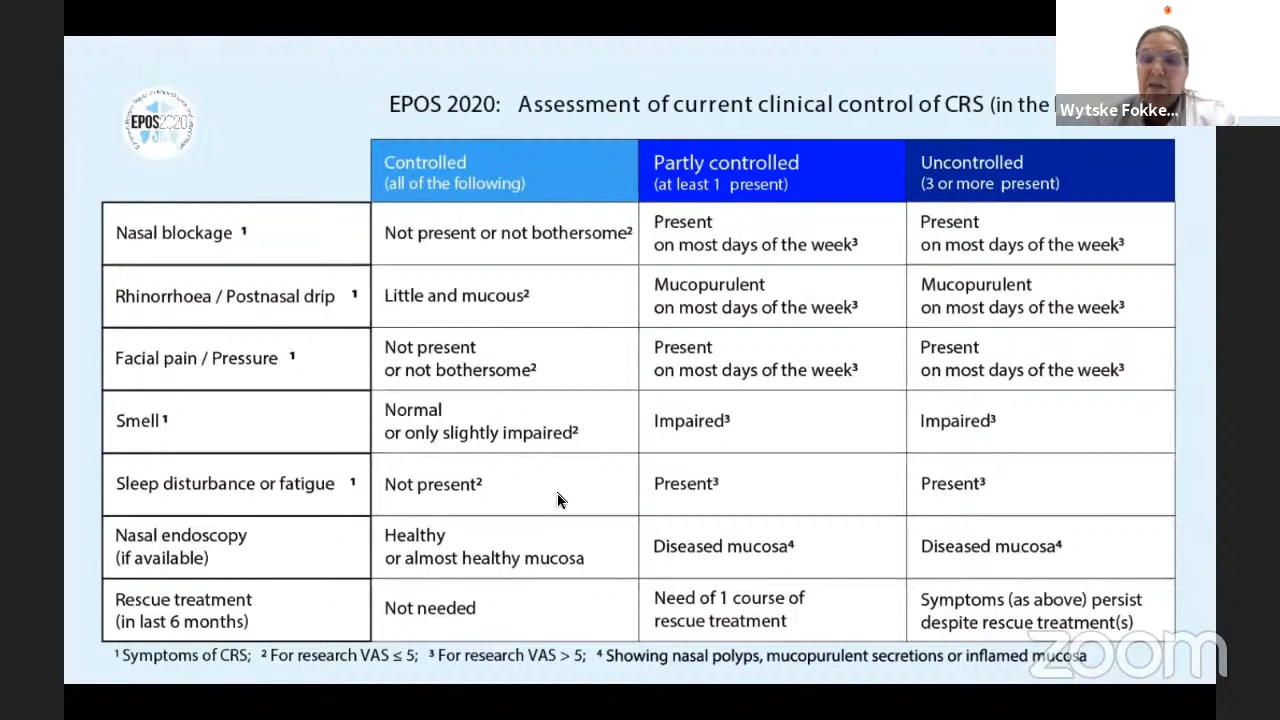 Wytske Fokke...
EPOS2020
EPOS 2020: Assessment of current clinical control of CRS (in the
Controlled
(all of the following)
Partly controlled
(at least 1 present)
Uncontrolled
(3 or more present)
Nasal blockage ¹
Not present or not bothersome²
Present
on most days of the week³
Present
on most days of the week³
Rhinorrhoea / Postnasal drip ¹
Little and mucous²
Mucopurulent
on most days of the week³
Mucopurulent
on most days of the week³
Facial pain / Pressure ¹
Not present
or not bothersome²
Present
on most days of the week³
Present
on most days of the week³
Smell ¹
Normal
or only slightly impaired²
Impaired³
Impaired³
Sleep disturbance or fatigue ¹
Not present²
Present³
Present³
Nasal endoscopy
(if available)
Healthy
or almost healthy mucosa
Diseased mucosa⁴
Diseased mucosa⁴
Rescue treatment
(in last 6 months)
Not needed
Need of 1 course of
rescue treatment
Symptoms (as above) persist
despite rescue treatment(s)
¹ Symptoms of CRS; ² For research VAS ≤ 5; ³ For research VAS > 5; ⁴ Showing nasal polyps, mucopurulent secretions or inflamed mucosa
zoom